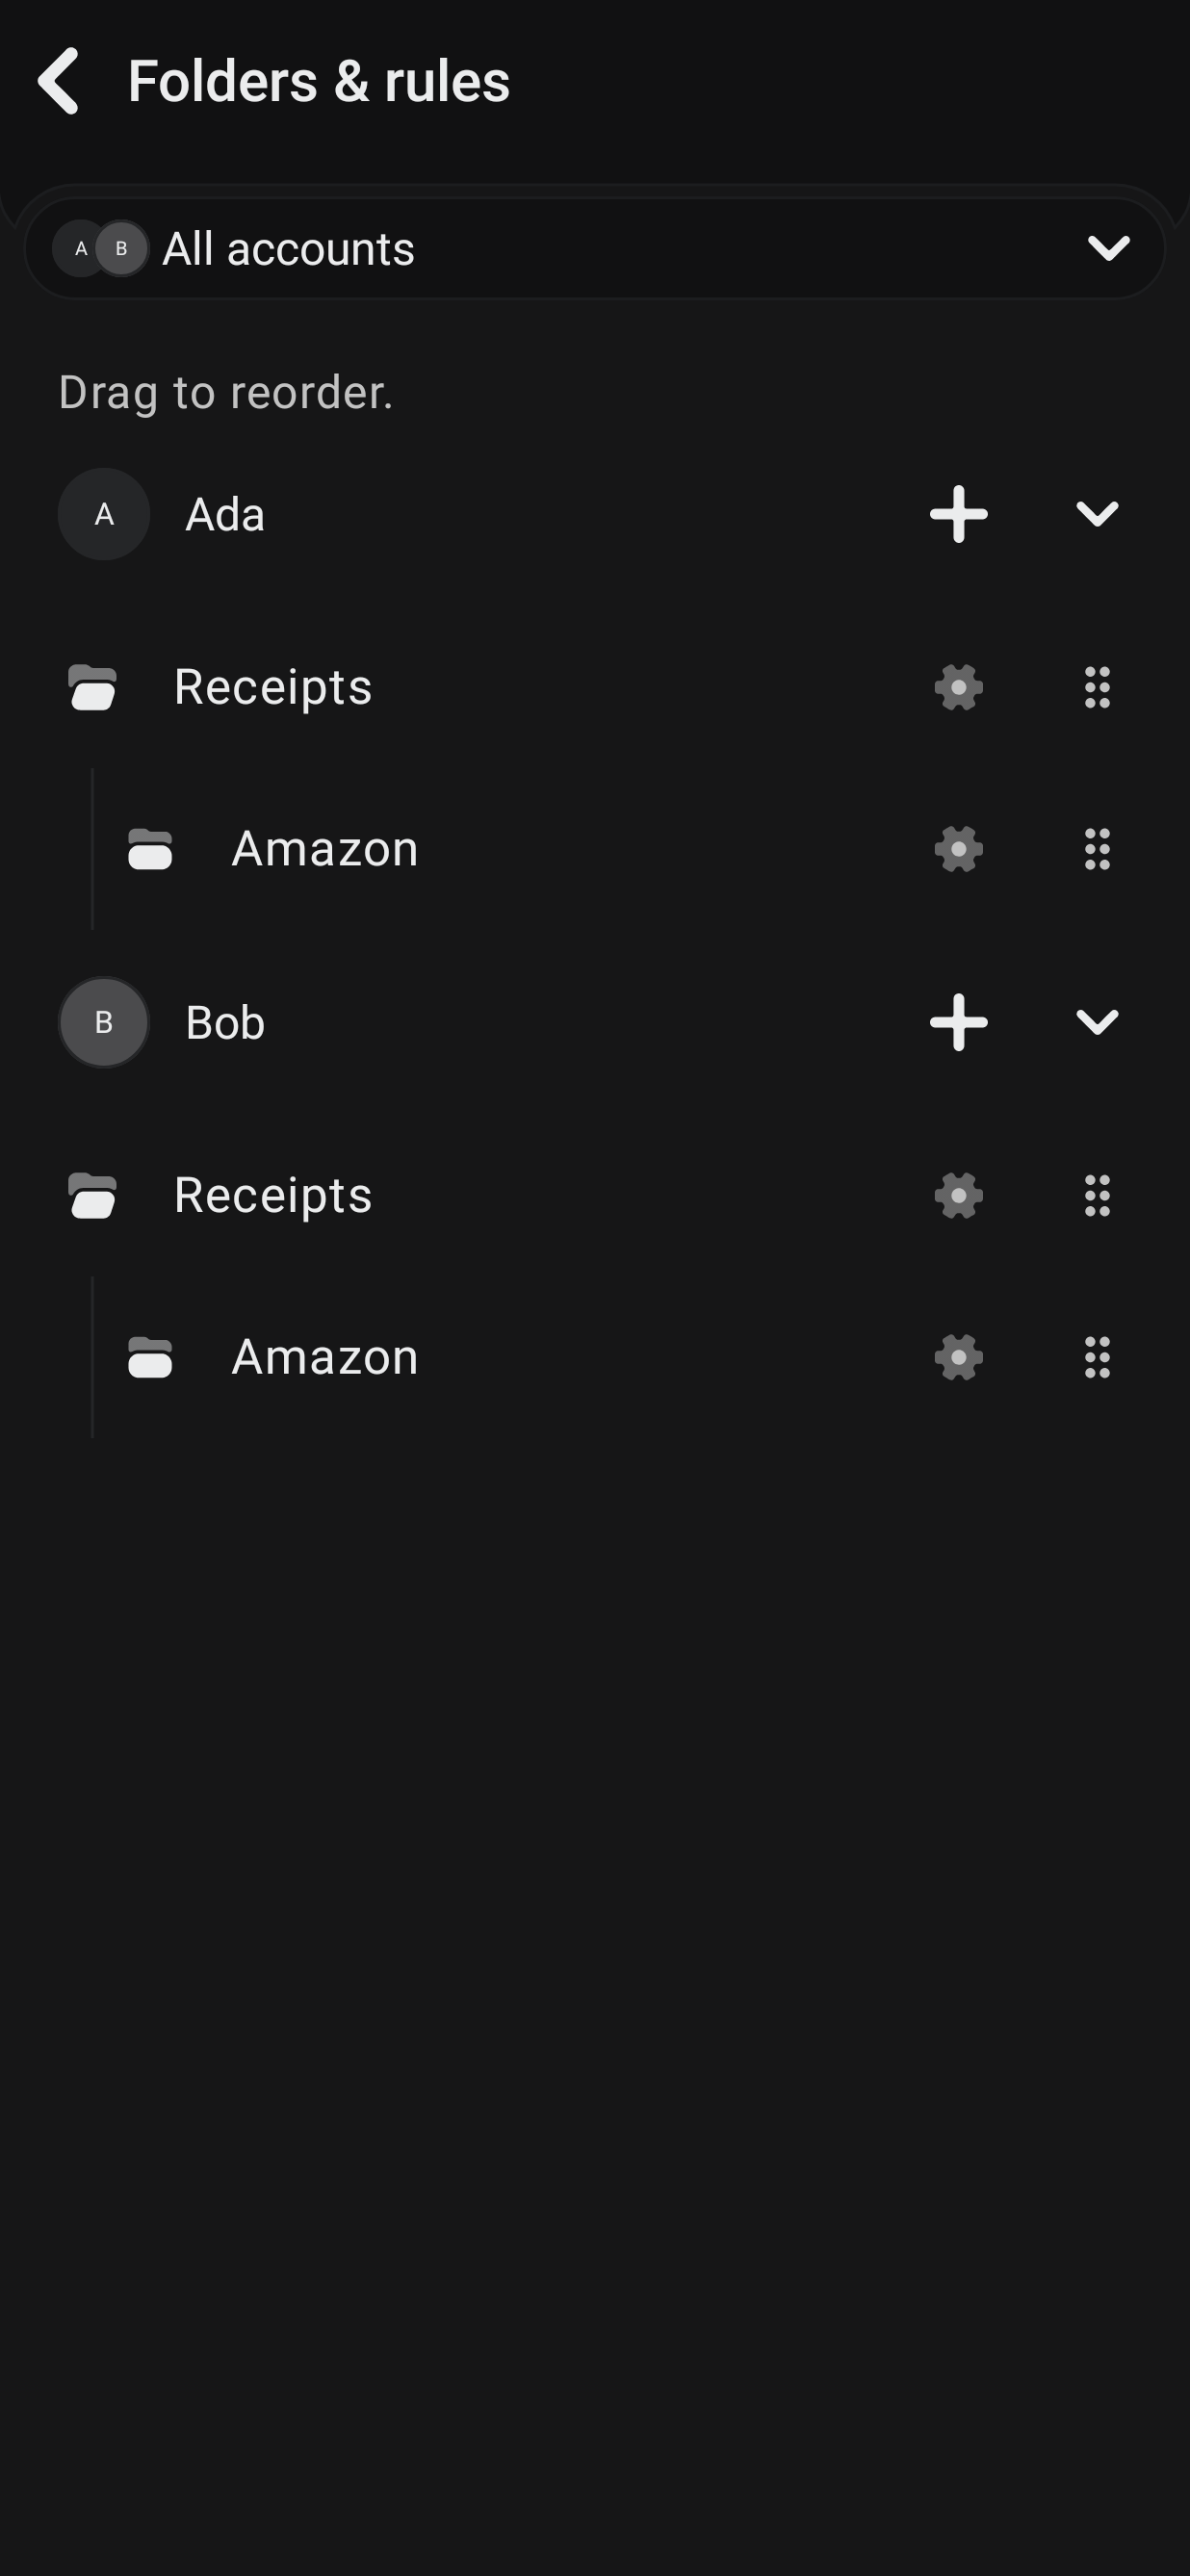 Folders & rules
A B All accounts
Drag to reorder.
A Ada
Receipts
Amazon
B Bob
Receipts
Amazon